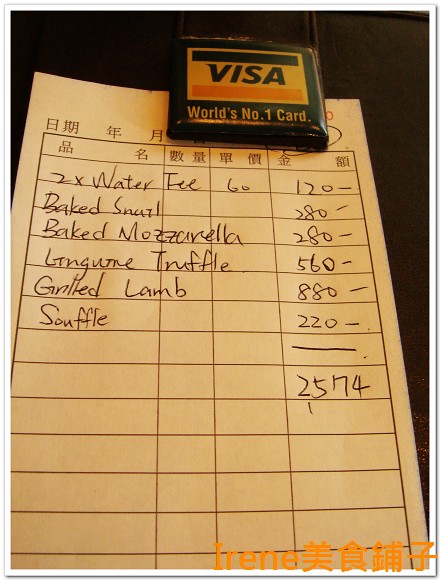 VISA
World's No.1 Card.
日期 年 月
品 名 數量 單價 金 額
2x Water Fee 60 120-
Baked Snail 280-
Baked Mozzarella 280-
Linguine Truffle 560-
Grilled Lamb 880-
Souffle 220-
2574
Irene美食鋪子